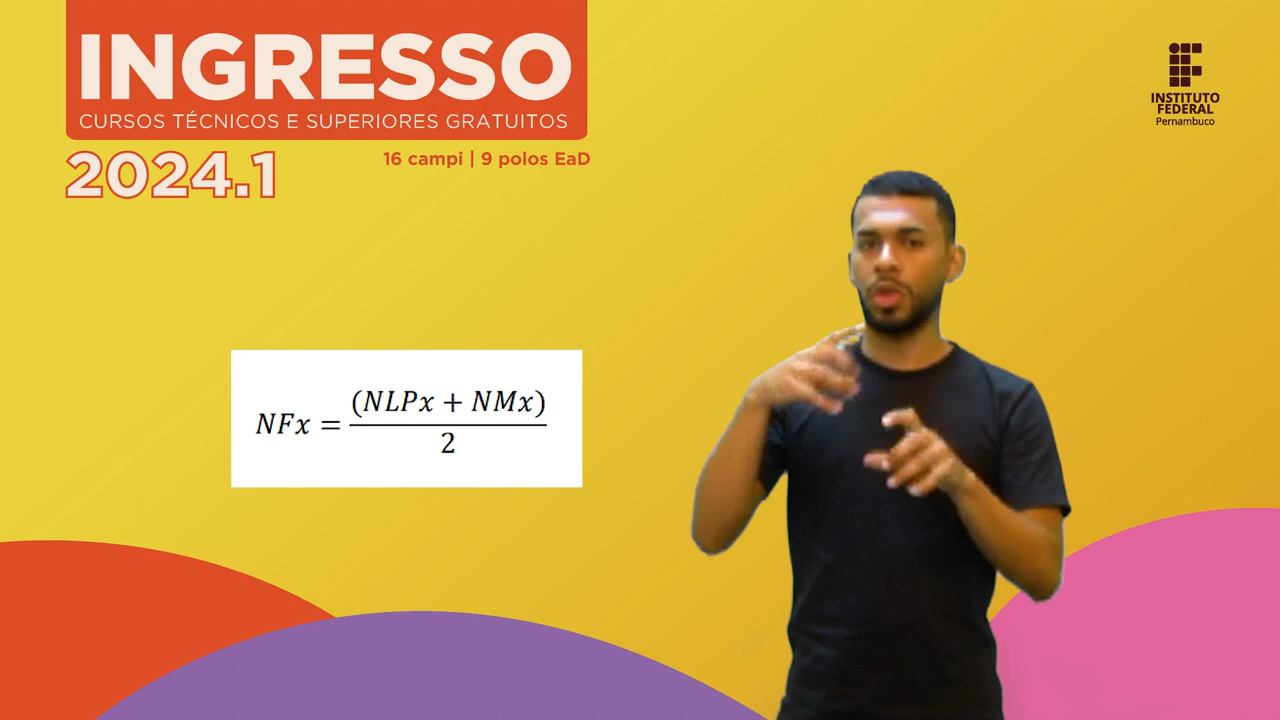 INGRESSO
CURSOS TÉCNICOS E SUPERIORES GRATUITOS
2024.1
16 campi | 9 polos EaD
INSTITUTO
FEDERAL
Pernambuco
NFx = (NLPx + NMx) / 2